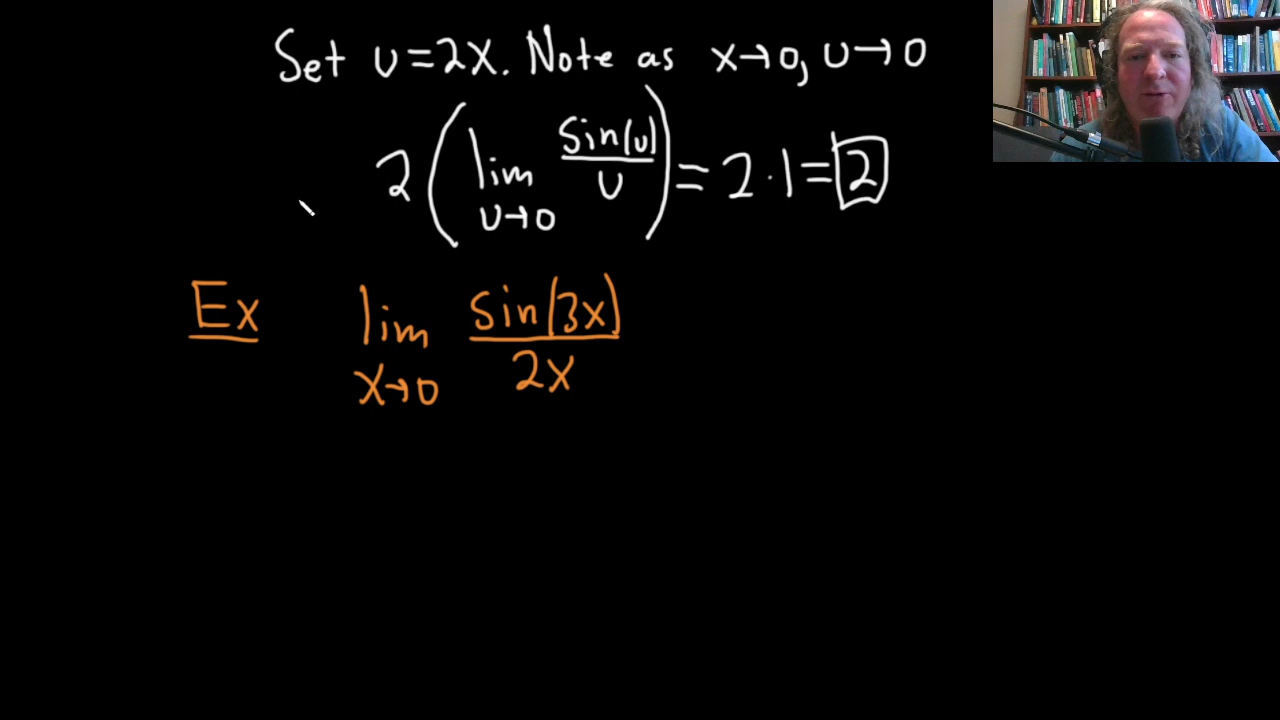 Set u=2x. Note as x→0, u→0
2(lim u→0 sin(u)/u) = 2·1 = 2
Ex lim x→0 sin(3x)/2x